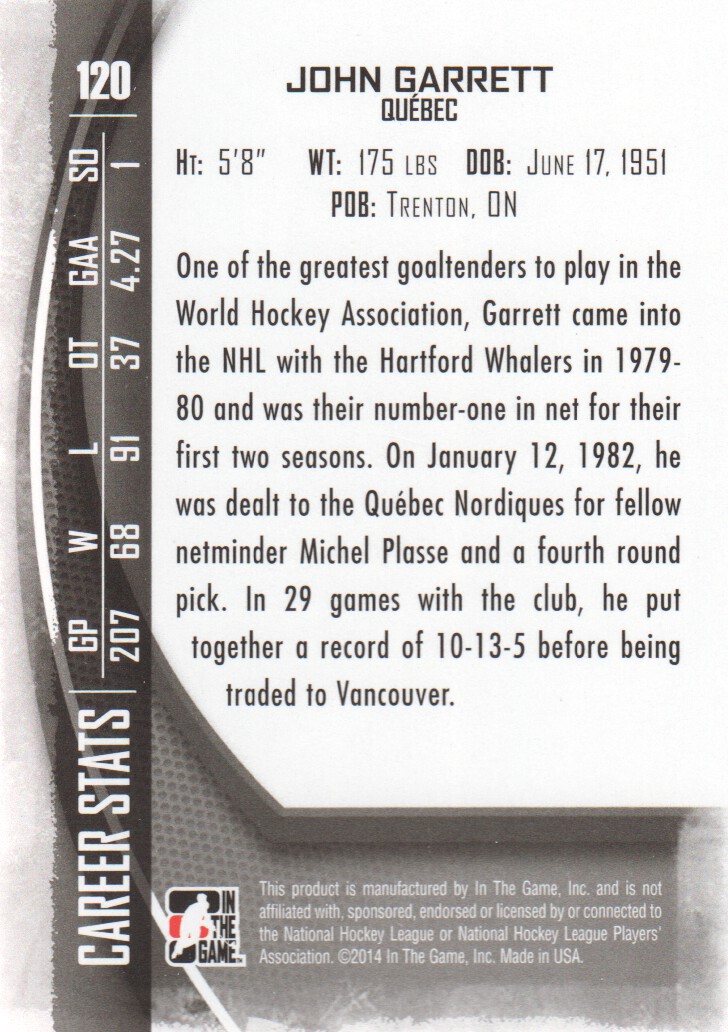 120
JOHN GARRETT
QUÉBEC
HT: 5'8" WT: 175 LBS DOB: JUNE 17, 1951
POB: TRENTON, ON
One of the greatest goaltenders to play in the
World Hockey Association, Garrett came into
the NHL with the Hartford Whalers in 1979-
80 and was their number-one in net for their
first two seasons. On January 12, 1982, he
was dealt to the Québec Nordiques for fellow
netminder Michel Plasse and a fourth round
pick. In 29 games with the club, he put
together a record of 10-13-5 before being
traded to Vancouver.
CAREER STATS
GP W L OT GAA SO
207 68 91 37 4.27 1
IN
THE
GAME
This product is manufactured by In The Game, Inc. and is not
affiliated with, sponsored, endorsed or licensed by or connected to
the National Hockey League or National Hockey League Players'
Association. ©2014 In The Game, Inc. Made in USA.